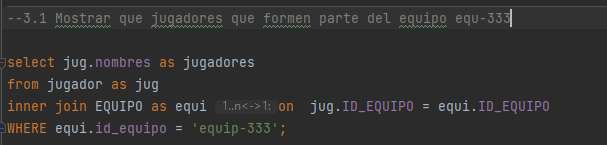 --3.1 Mostrar que jugadores que formen parte del equipo equ-333
select jug.nombres as jugadores
from jugador as jug
inner join EQUIPO as equi 1..n<->1: on jug.ID_EQUIPO = equi.ID_EQUIPO
WHERE equi.id_equipo = 'equip-333';